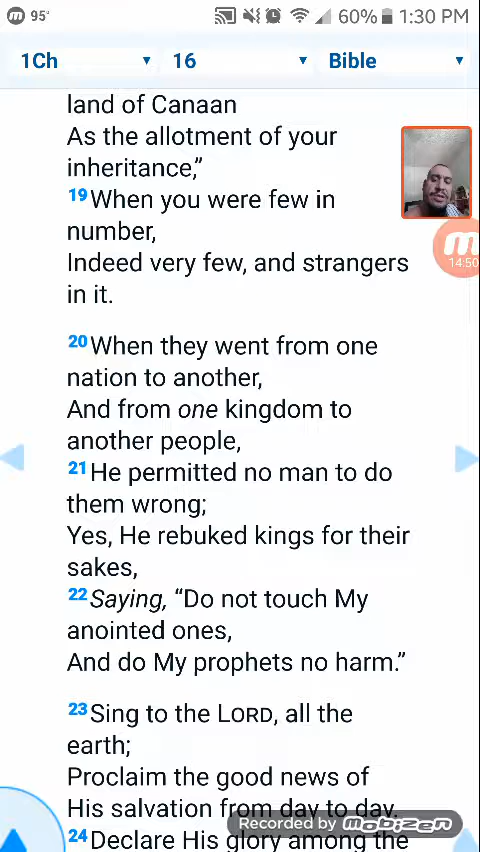 95° 60% 1:30 PM
1Ch 16 Bible
land of Canaan
As the allotment of your
inheritance,”
19 When you were few in
number,
Indeed very few, and strangers
in it.
14:50
20 When they went from one
nation to another,
And from one kingdom to
another people,
21 He permitted no man to do
them wrong;
Yes, He rebuked kings for their
sakes,
22 Saying, “Do not touch My
anointed ones,
And do My prophets no harm.”
23 Sing to the LORD, all the
earth;
Proclaim the good news of
His salvation from day to day.
Recorded by mobizen
24 Declare His glory among the